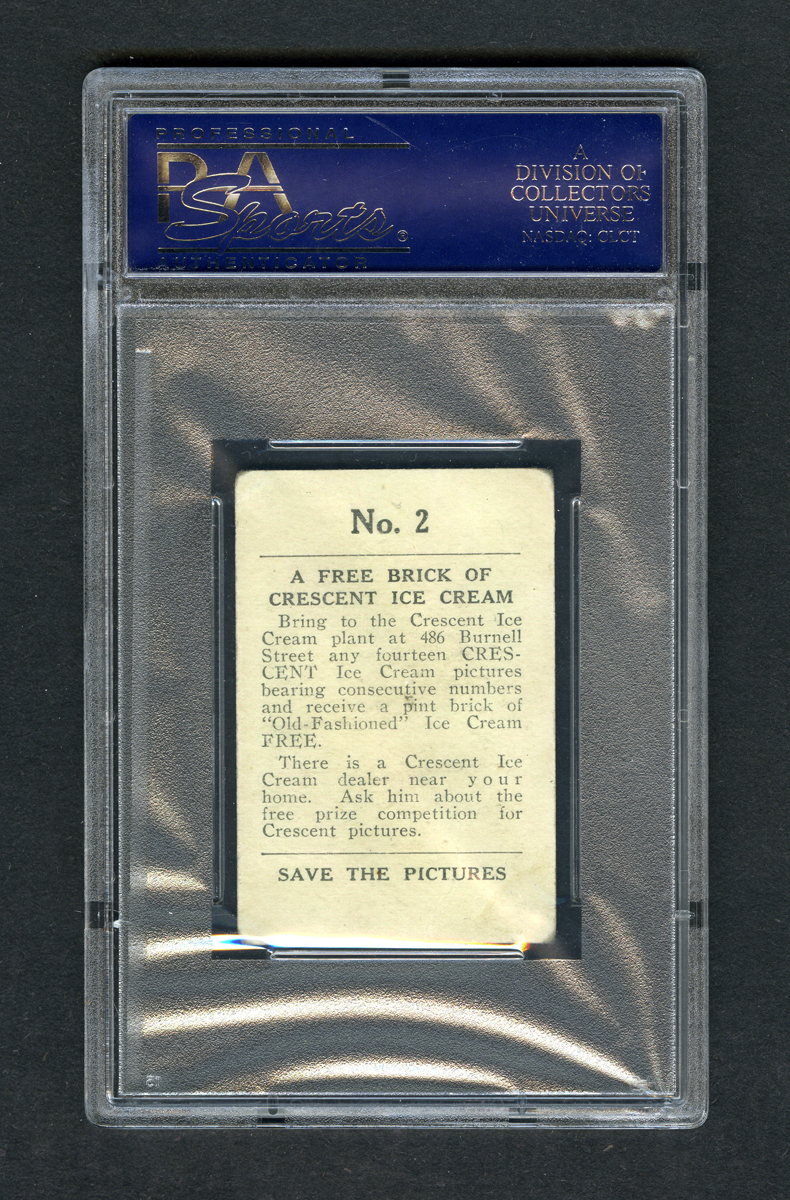 PROFESSIONAL
PSA
Sports®
AUTHENTICATOR
A
DIVISION OF
COLLECTORS
UNIVERSE
NASDAQ: CLCT
No. 2
A FREE BRICK OF
CRESCENT ICE CREAM
Bring to the Crescent Ice
Cream plant at 486 Burnell
Street any fourteen CRES-
CENT Ice Cream pictures
bearing consecutive numbers
and receive a pint brick of
"Old-Fashioned" Ice Cream
FREE.
There is a Crescent Ice
Cream dealer near your
home. Ask him about the
free prize competition for
Crescent pictures.
SAVE THE PICTURES